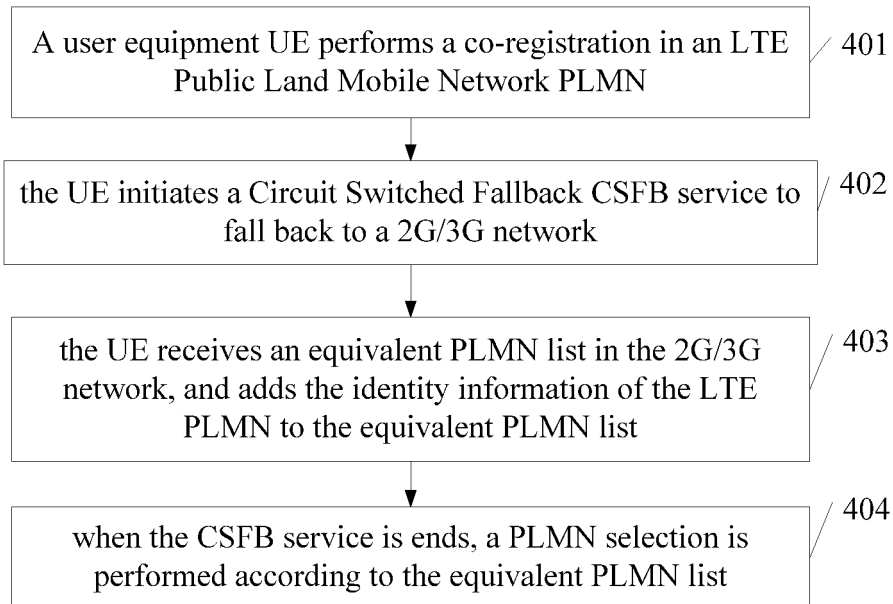 A user equipment UE performs a co-registration in an LTE
Public Land Mobile Network PLMN
401
the UE initiates a Circuit Switched Fallback CSFB service to
fall back to a 2G/3G network
402
the UE receives an equivalent PLMN list in the 2G/3G
network, and adds the identity information of the LTE
PLMN to the equivalent PLMN list
403
when the CSFB service is ends, a PLMN selection is
performed according to the equivalent PLMN list
404